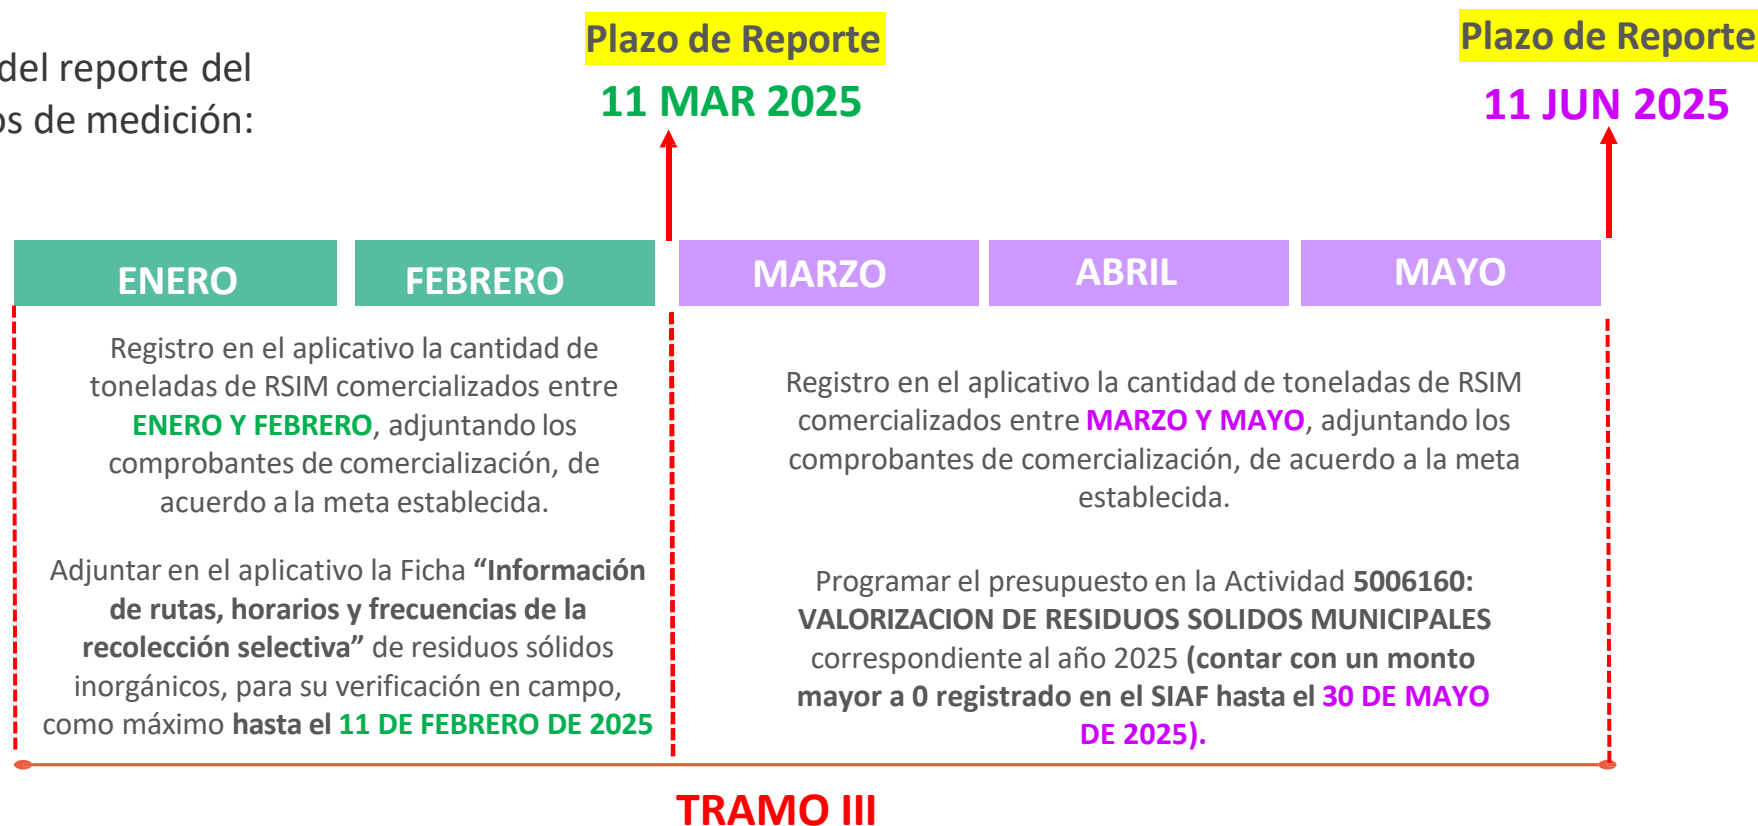 del reporte del
os de medición:
Plazo de Reporte
11 MAR 2025
Plazo de Reporte
11 JUN 2025
ENERO
FEBRERO
MARZO
ABRIL
MAYO
Registro en el aplicativo la cantidad de
toneladas de RSIM comercializados entre
ENERO Y FEBRERO, adjuntando los
comprobantes de comercialización, de
acuerdo a la meta establecida.
Adjuntar en el aplicativo la Ficha “Información
de rutas, horarios y frecuencias de la
recolección selectiva” de residuos sólidos
inorgánicos, para su verificación en campo,
como máximo hasta el 11 DE FEBRERO DE 2025
Registro en el aplicativo la cantidad de toneladas de RSIM
comercializados entre MARZO Y MAYO, adjuntando los
comprobantes de comercialización, de acuerdo a la meta
establecida.
Programar el presupuesto en la Actividad 5006160:
VALORIZACION DE RESIDUOS SOLIDOS MUNICIPALES
correspondiente al año 2025 (contar con un monto
mayor a 0 registrado en el SIAF hasta el 30 DE MAYO
DE 2025).
TRAMO III